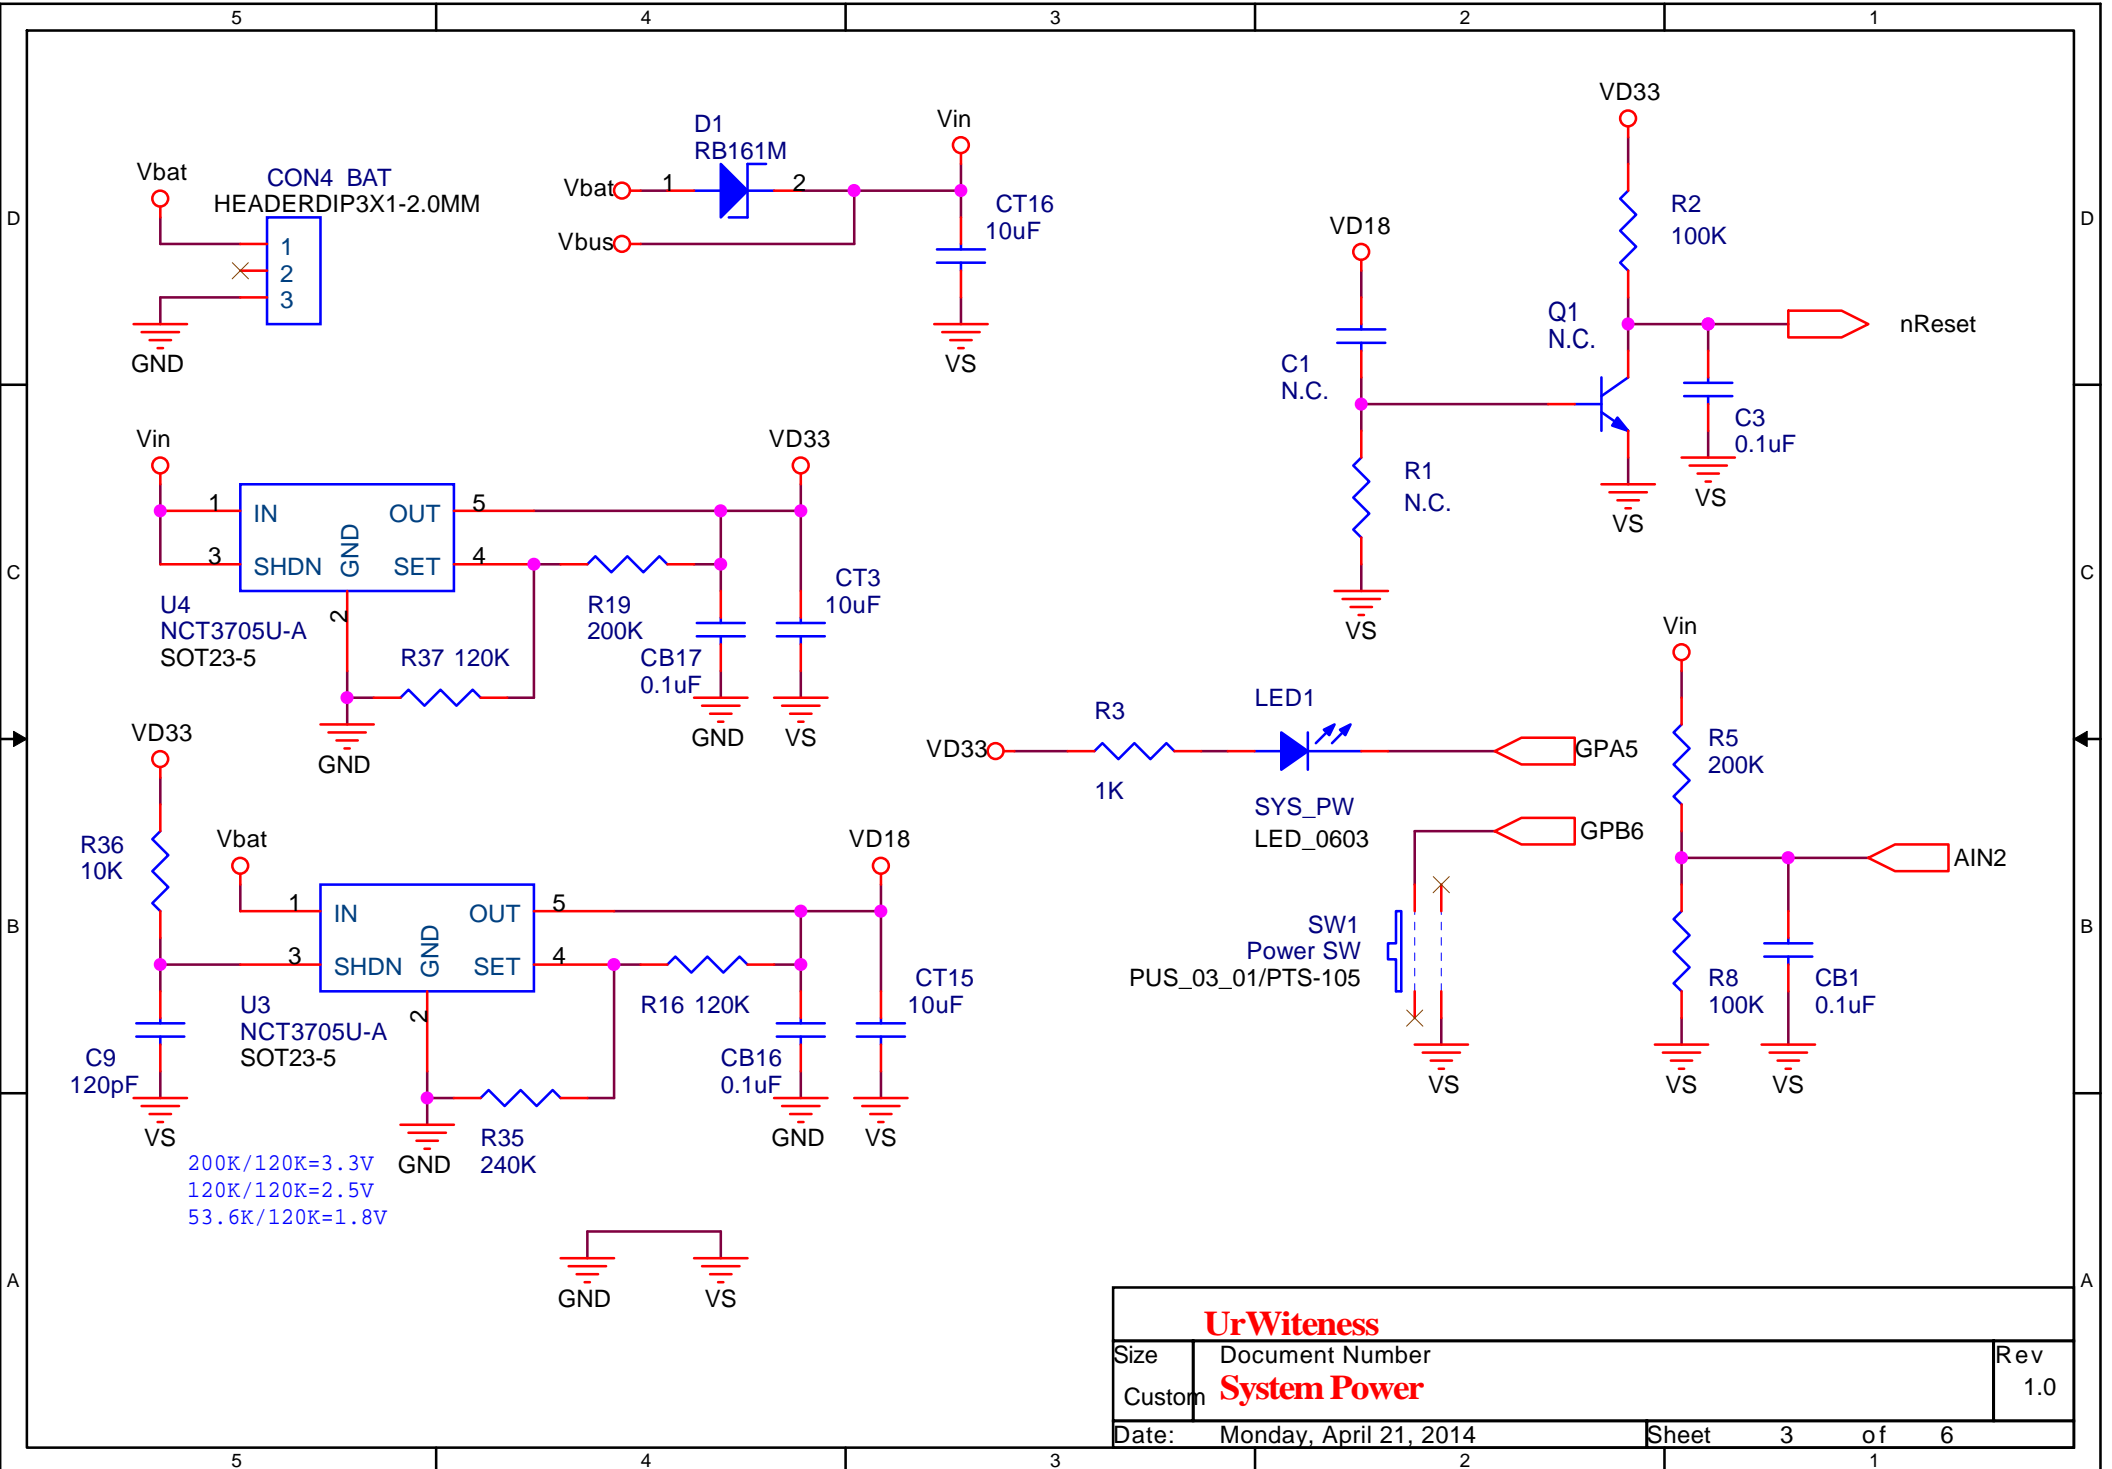 5 4 3 2 1
D
C
B
A
D
C
B
A
Vbat
CON4 BAT
HEADERDIP3X1-2.0MM
1
2
3
GND
D1
RB161M
Vbat
1
2
Vbus
Vin
CT16
10uF
VS
VD33
R2
100K
VD18
Q1
N.C.
nReset
C1
N.C.
C3
0.1uF
VS
R1
N.C.
VS
VS
Vin
VD33
1
IN
OUT
5
3
SHDN
GND
SET
4
2
U4
NCT3705U-A
SOT23-5
R19
200K
CT3
10uF
R37 120K
CB17
0.1uF
GND
GND
VS
VD33
R36
10K
Vbat
VD18
1
IN
OUT
5
3
SHDN
GND
SET
4
2
U3
NCT3705U-A
SOT23-5
R16 120K
CT15
10uF
C9
120pF
CB16
0.1uF
VS
GND
R35
240K
GND
VS
200K/120K=3.3V
120K/120K=2.5V
53.6K/120K=1.8V
GND
VS
VD33
R3
1K
LED1
SYS_PW
LED_0603
GPA5
GPB6
SW1
Power SW
PUS_03_01/PTS-105
VS
Vin
R5
200K
AIN2
R8
100K
CB1
0.1uF
VS
VS
UrWiteness
Size
Document Number
Rev
Custom
System Power
1.0
Date: Monday, April 21, 2014
Sheet 3 of 6
5 4 3 2 1